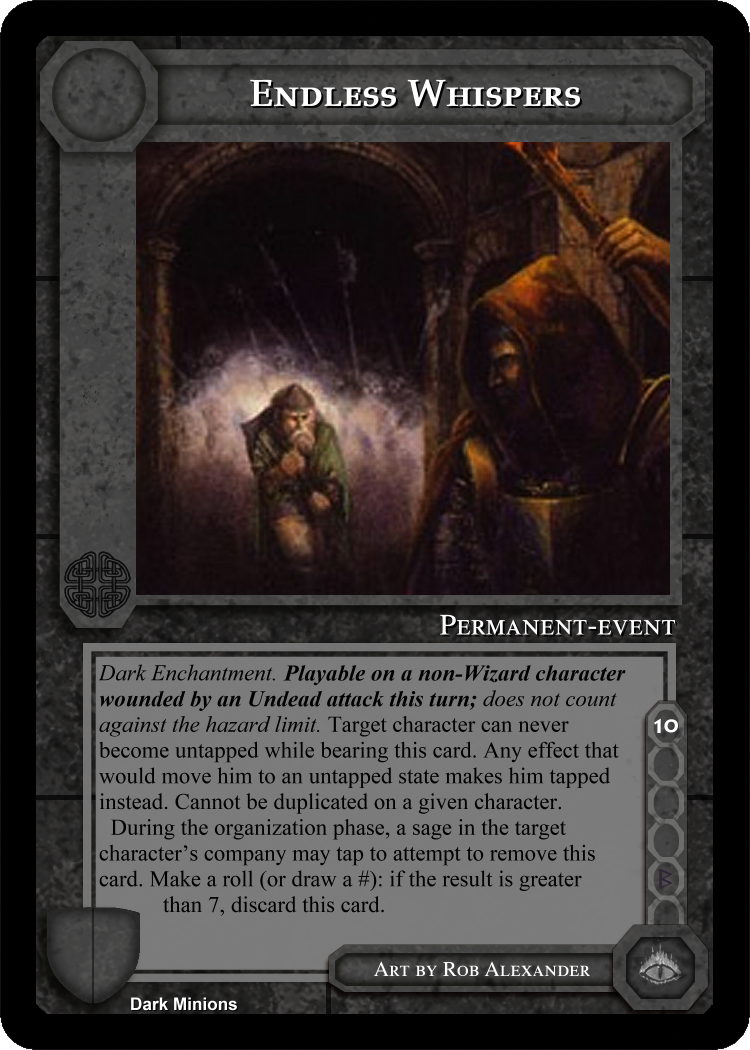 Endless Whispers
Permanent-event
Dark Enchantment. Playable on a non-Wizard character
wounded by an Undead attack this turn; does not count
against the hazard limit. Target character can never
become untapped while bearing this card. Any effect that
would move him to an untapped state makes him tapped
instead. Cannot be duplicated on a given character.
During the organization phase, a sage in the target
character's company may tap to attempt to remove this
card. Make a roll (or draw a #): if the result is greater
than 7, discard this card.
10
B
Art by Rob Alexander
Dark Minions